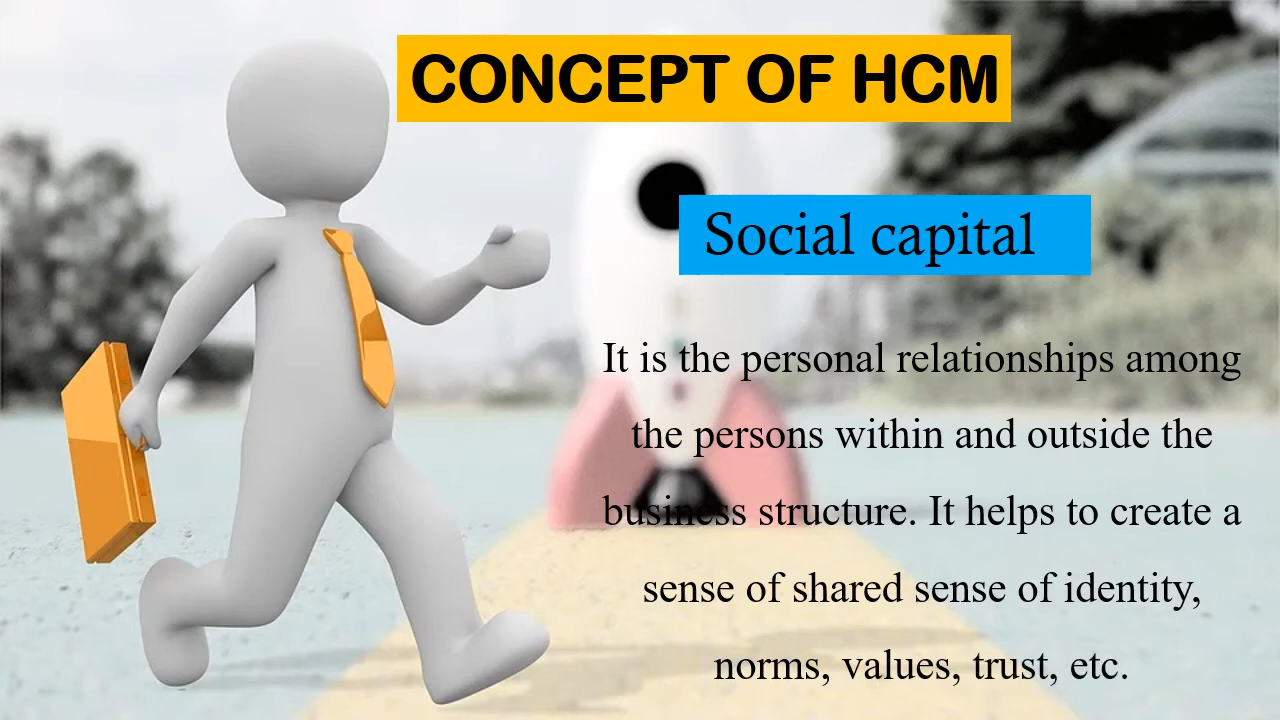 CONCEPT OF HCM
Social capital
It is the personal relationships among
the persons within and outside the
business structure. It helps to create a
sense of shared sense of identity,
norms, values, trust, etc.